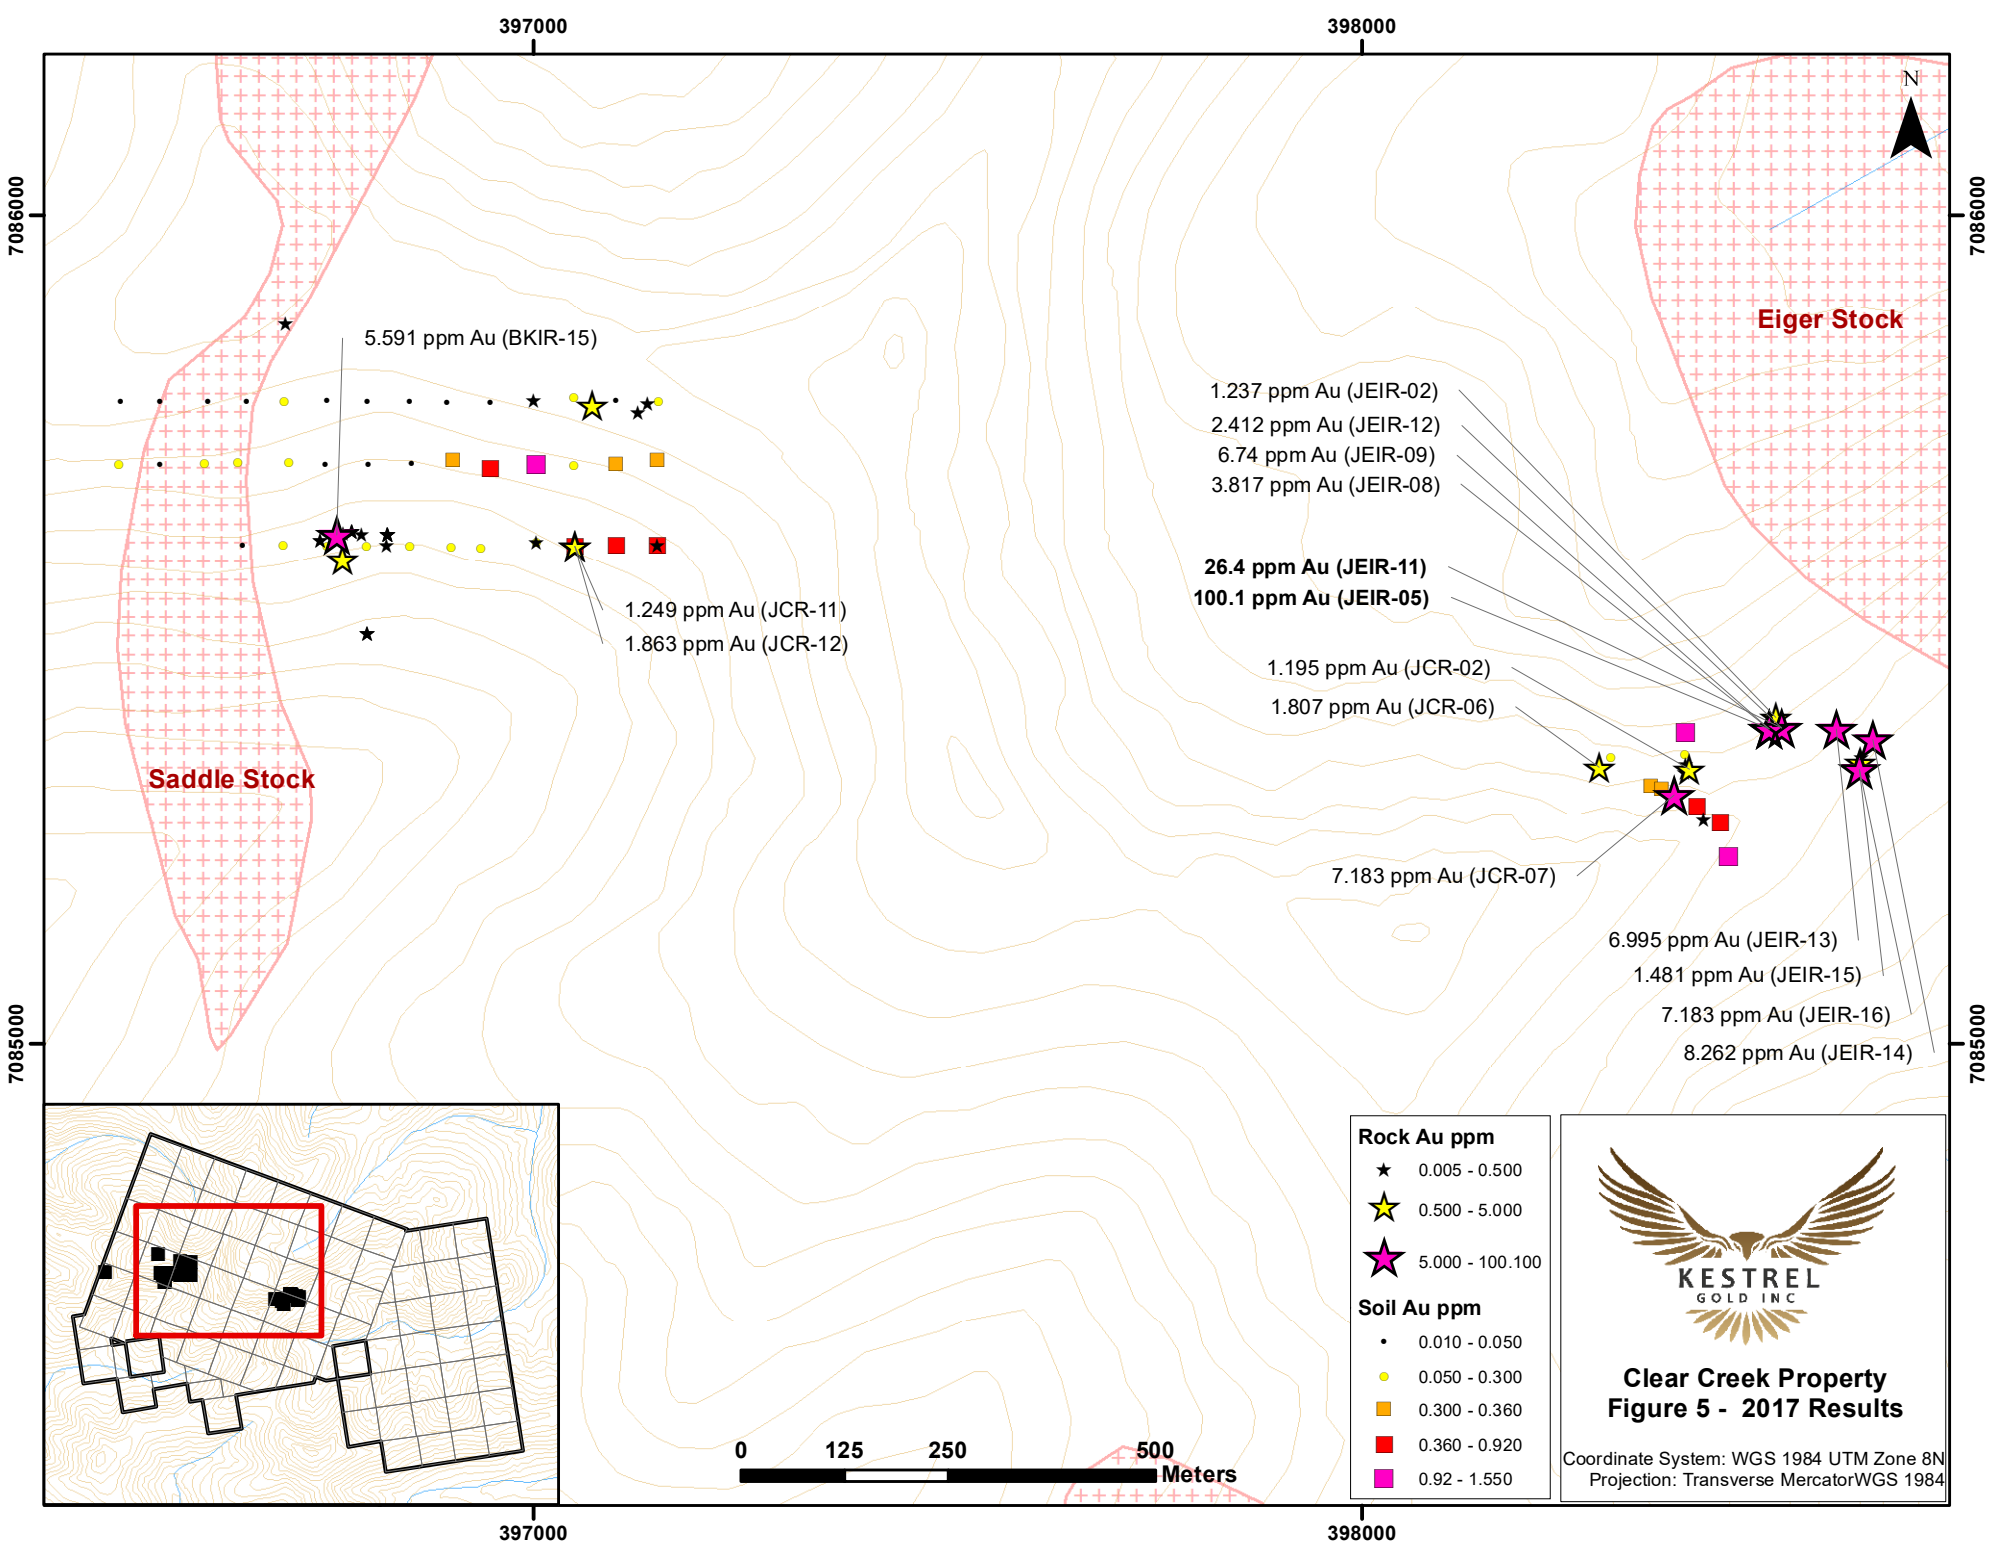 397000
398000
N
7086000
7086000
Eiger Stock
5.591 ppm Au (BKIR-15)
1.237 ppm Au (JEIR-02)
2.412 ppm Au (JEIR-12)
6.74 ppm Au (JEIR-09)
3.817 ppm Au (JEIR-08)
26.4 ppm Au (JEIR-11)
100.1 ppm Au (JEIR-05)
1.249 ppm Au (JCR-11)
1.863 ppm Au (JCR-12)
1.195 ppm Au (JCR-02)
1.807 ppm Au (JCR-06)
Saddle Stock
7.183 ppm Au (JCR-07)
6.995 ppm Au (JEIR-13)
1.481 ppm Au (JEIR-15)
7.183 ppm Au (JEIR-16)
8.262 ppm Au (JEIR-14)
7085000
7085000
Rock Au ppm
0.005 - 0.500
0.500 - 5.000
5.000 - 100.100
Soil Au ppm
0.010 - 0.050
0.050 - 0.300
0.300 - 0.360
0.360 - 0.920
0.92 - 1.550
KESTREL
GOLD INC
Clear Creek Property
Figure 5 - 2017 Results
Coordinate System: WGS 1984 UTM Zone 8N
Projection: Transverse MercatorWGS 1984
0 125 250 500
Meters
397000
398000